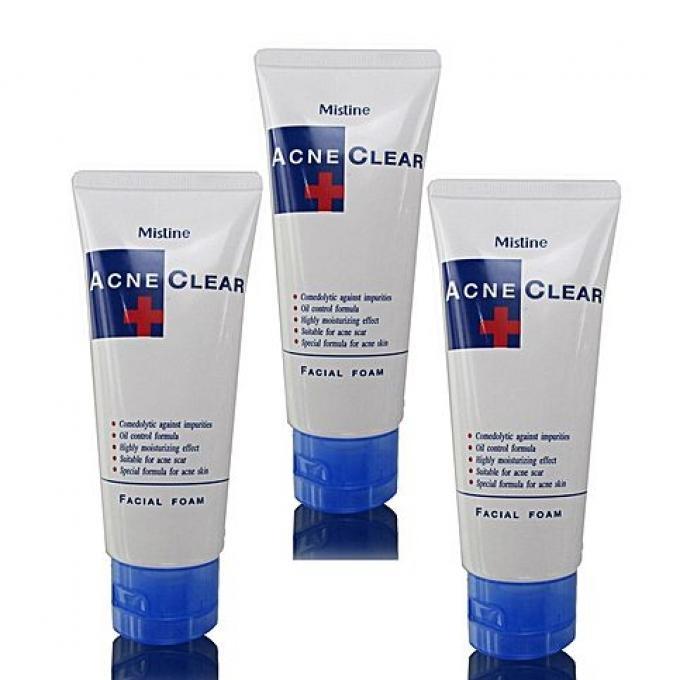 Mistine
ACNE CLEAR
Comedolytic against impurities
Oil control formula
Highly moisturizing effect
Suitable for acne scar
Special formula for acne skin
FACIAL FOAM
Mistine
ACNE CLEAR
Comedolytic against impurities
Oil control formula
Highly moisturizing effect
Suitable for acne scar
Special formula for acne skin
FACIAL FOAM
Mistine
ACNE CLEAR
Comedolytic against impurities
Oil control formula
Highly moisturizing effect
Suitable for acne scar
Special formula for acne skin
FACIAL FOAM